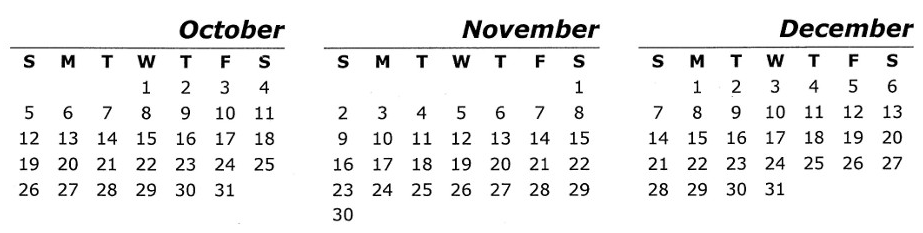 October
S M T W T F S
1 2 3 4
5 6 7 8 9 10 11
12 13 14 15 16 17 18
19 20 21 22 23 24 25
26 27 28 29 30 31
November
S M T W T F S
1
2 3 4 5 6 7 8
9 10 11 12 13 14 15
16 17 18 19 20 21 22
23 24 25 26 27 28 29
30
December
S M T W T F S
1 2 3 4 5 6
7 8 9 10 11 12 13
14 15 16 17 18 19 20
21 22 23 24 25 26 27
28 29 30 31